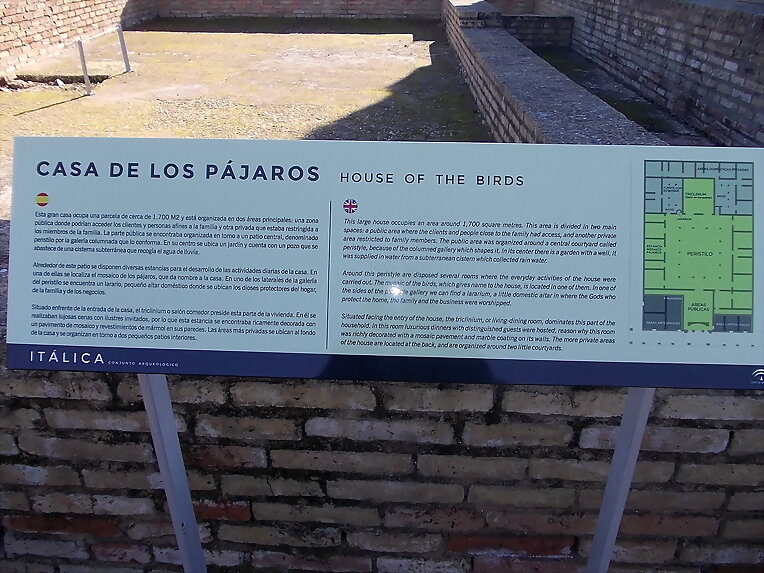 CASA DE LOS PÁJAROS
HOUSE OF THE BIRDS
Esta gran casa ocupa una parcela de cerca de 1.700 M2 y está organizada en dos áreas principales: una zona
pública donde podrían acceder los clientes y personas afines a la familia y otra privada que estaba restringida a
los miembros de la familia. La parte pública se encontraba organizada en torno a un patio central, denominado
peristilo por la galería columnada que lo conforma. En su centro se ubica un jardín y cuenta con un pozo que se
abastece de una cisterna subterránea que recogía el agua de lluvia.
Alrededor de este patio se disponen diversas estancias para el desarrollo de las actividades diarias de la casa. En
una de ellas se localiza el mosaico de los pájaros, que da nombre a la casa. En uno de los laterales de la galería
del peristilo se encuentra un larario, pequeño altar doméstico donde se ubican los dioses protectores del hogar,
de la familia y de los negocios.
Situado enfrente de la entrada de la casa, el triclinium o salón comedor preside esta parte de la vivienda. En él se
realizaban lujosas cenas con ilustres invitados, por lo que esta estancia se encontraba ricamente decorada con
un pavimento de mosaico y revestimientos de mármol en sus paredes. Las áreas más privadas se ubican al fondo
de la casa y se organizan en torno a dos pequeños patios interiores.
This large house occupies an area around 1,700 square metres. This area is divided in two main
spaces: a public area where the clients and people close to the family had access, and another private
area restricted to family members. The public area was organized around a central courtyard called
peristyle, because of the columned gallery which shapes it. In its center there is a garden with a well. It
was supplied in water from a subterranean cistern which collected rain water.
Around this peristyle are disposed several rooms where the everyday activities of the house were
carried out. The mosaic of the birds, which gives name to the house, is located in one of them. In one of
the sides of the gallery we can find a lararium, a little domestic altar in where the Gods who
protect the home, the family and the business were worshipped.
Situated facing the entry of the house, the triclinium, or living-dining room, dominates this part of the
household. In this room luxurious dinners with distinguished guests were hosted, reason why this room
was richly decorated with a mosaic pavement and marble coating on its walls. The more private areas
of the house are located at the back, and are organized around two little courtyards.
ÁREAS DOMÉSTICAS PRIVADAS
TRICLINIUM
LARARIUM
PERISTILO
ÁREAS
PÚBLICAS
ITÁLICA CONJUNTO ARQUEOLÓGICO